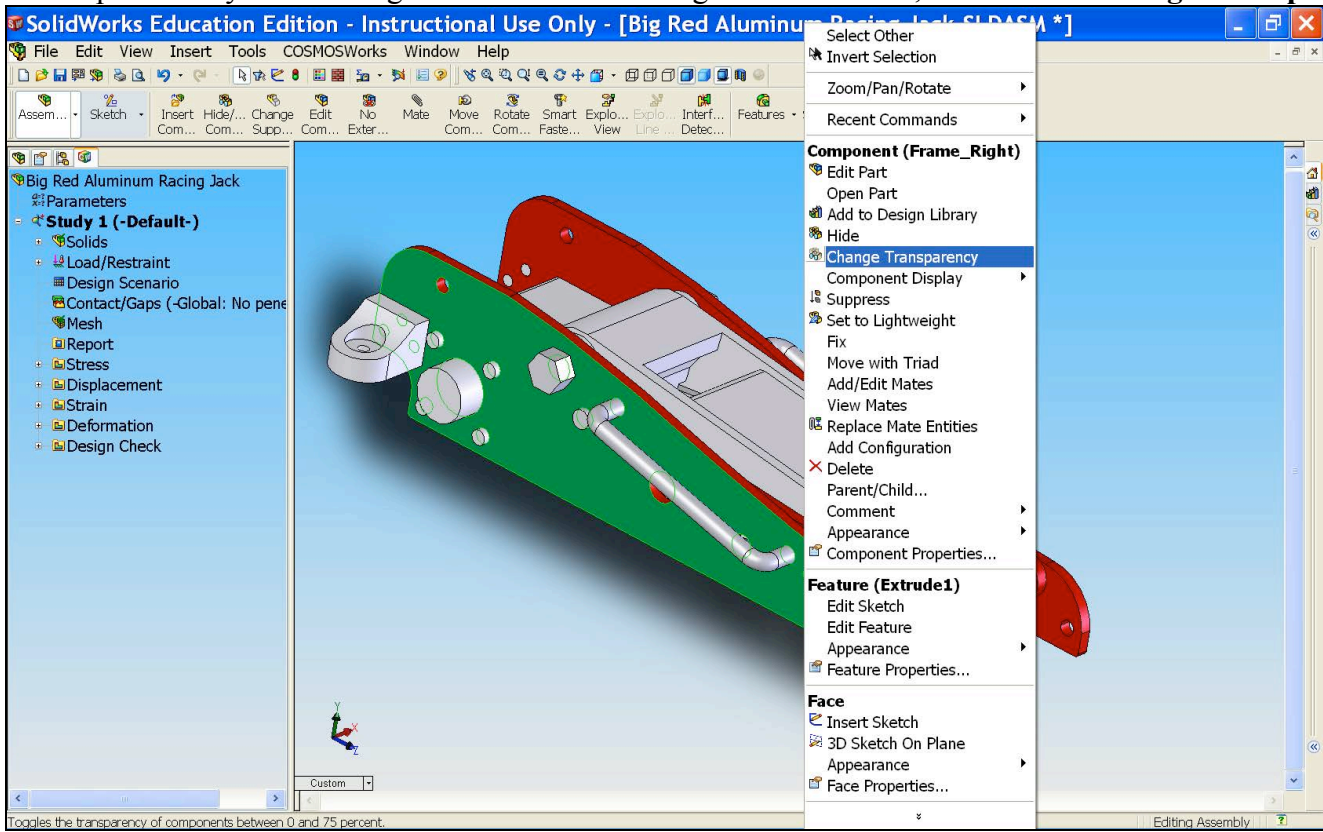 SolidWorks Education Edition - Instructional Use Only - [Big Red Aluminum Racing Jack.SLDASM *]
File Edit View Insert Tools COSMOSWorks Window Help
Assem... Sketch Insert Com... Hide/... Com... Change Supp... Edit Com... No Exter... Mate Move Com... Rotate Com... Smart Faste... Explo... View Explo... Line ... Interf... Detec... Features
Big Red Aluminum Racing Jack
Parameters
Study 1 (-Default-)
Solids
Load/Restraint
Design Scenario
Contact/Gaps (-Global: No pene
Mesh
Report
Stress
Displacement
Strain
Deformation
Design Check
Y
X
Z
Custom
Select Other
Invert Selection
Zoom/Pan/Rotate
Recent Commands
Component (Frame_Right)
Edit Part
Open Part
Add to Design Library
Hide
Change Transparency
Component Display
Suppress
Set to Lightweight
Fix
Move with Triad
Add/Edit Mates
View Mates
Replace Mate Entities
Add Configuration
Delete
Parent/Child...
Comment
Appearance
Component Properties...
Feature (Extrude1)
Edit Sketch
Edit Feature
Appearance
Feature Properties...
Face
Insert Sketch
3D Sketch On Plane
Appearance
Face Properties...
Toggles the transparency of components between 0 and 75 percent.
Editing Assembly